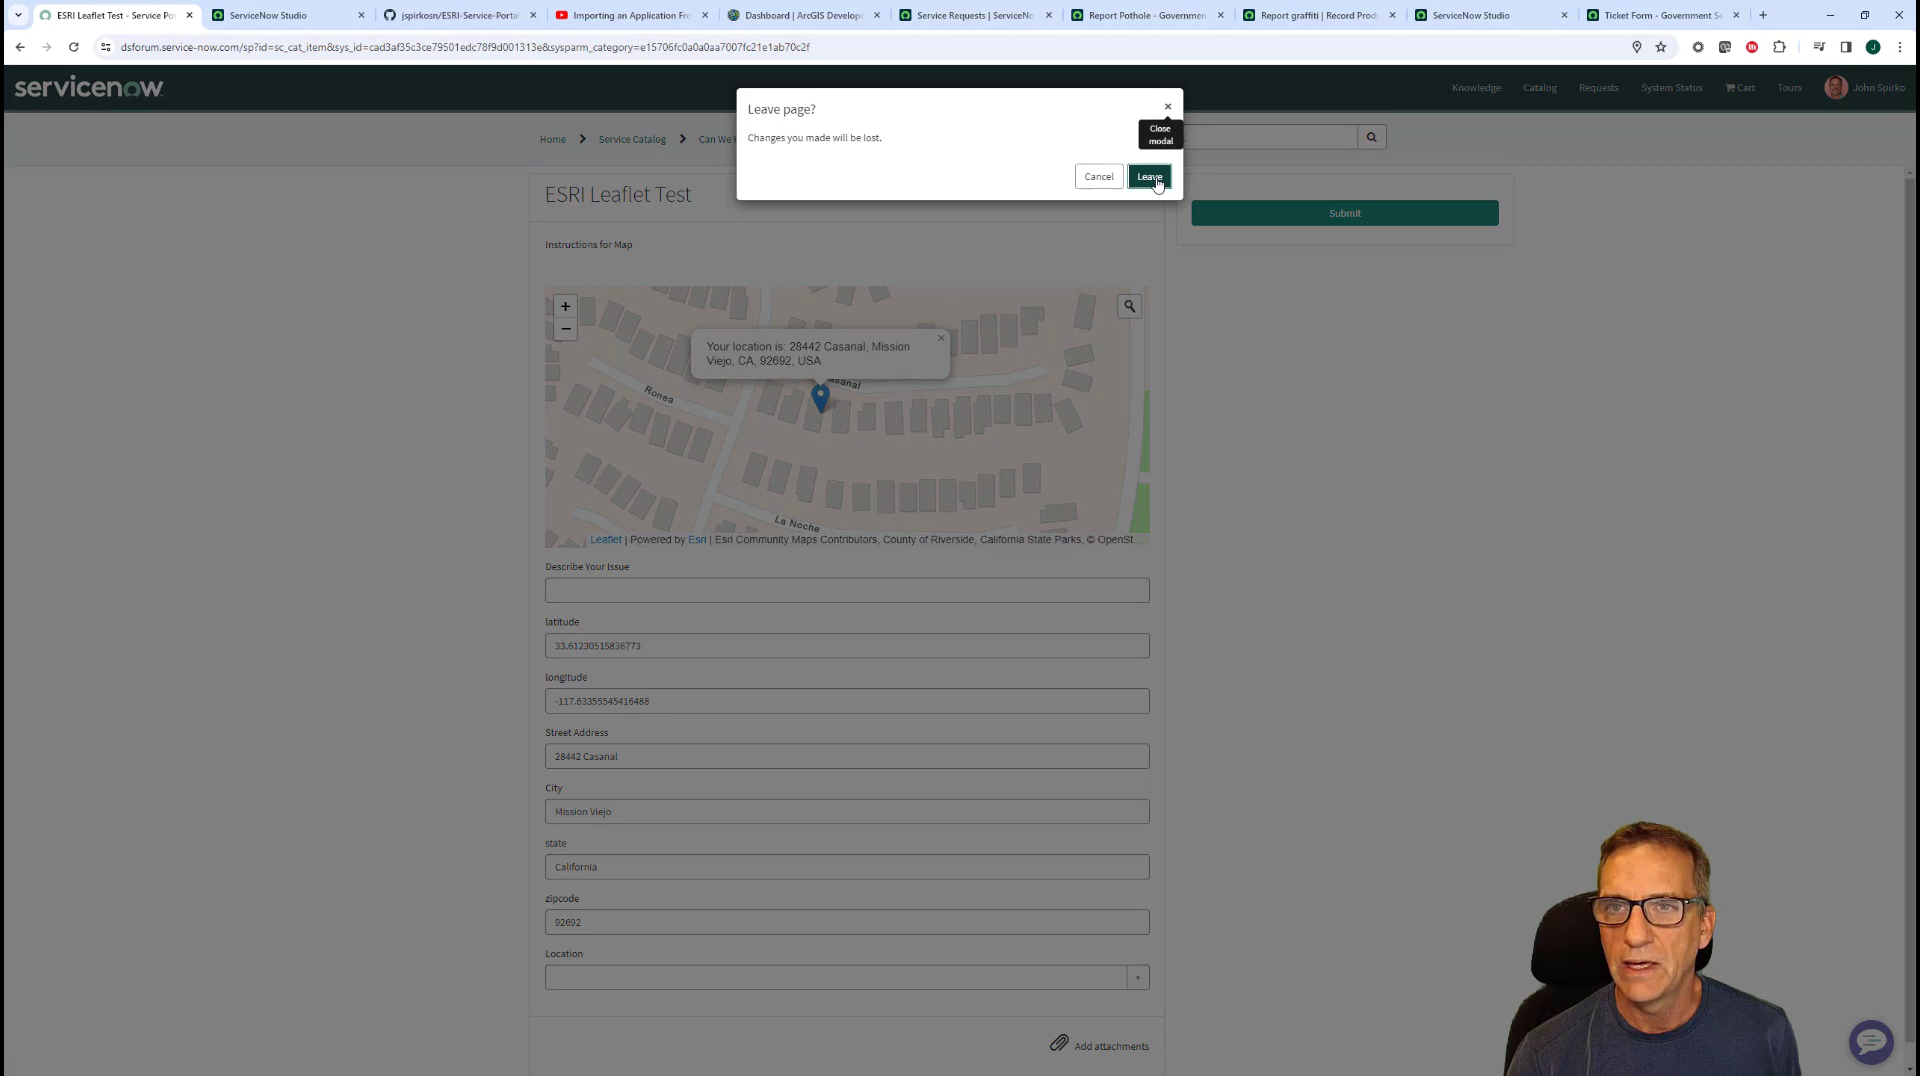 ESRI Leaflet Test - Service Po
ServiceNow Studio
jspirkosn/ESRI-Service-Porta
Importing an Application Fro
Dashboard | ArcGIS Develope
Service Requests | ServiceNo
Report Pothole - Governmen
Report graffiti | Record Produ
ServiceNow Studio
Ticket Form - Government Se
dsforum.service-now.com/sp?id=sc_cat_item&sys_id=cad3af35c3ce79501edc78f9d001313e&sysparm_category=e15706fc0a0a0aa7007fc21e1ab70c2f
J
servicenow
Knowledge
Catalog
Requests
System Status
Cart
Tours
John Spirko
Home
Service Catalog
Can We H
Leave page?
Changes you made will be lost.
Close
modal
Cancel
Leave
ESRI Leaflet Test
Submit
Instructions for Map
+
−
Your location is: 28442 Casanal, Mission
Viejo, CA, 92692, USA
Ronea
asanal
La Noche
Leaflet | Powered by Esri | Esri Community Maps Contributors, County of Riverside, California State Parks, © OpenSt...
Describe Your Issue
latitude
33.61230515836773
longitude
-117.63355545416488
Street Address
28442 Casanal
City
Mission Viejo
state
California
zipcode
92692
Location
Add attachments